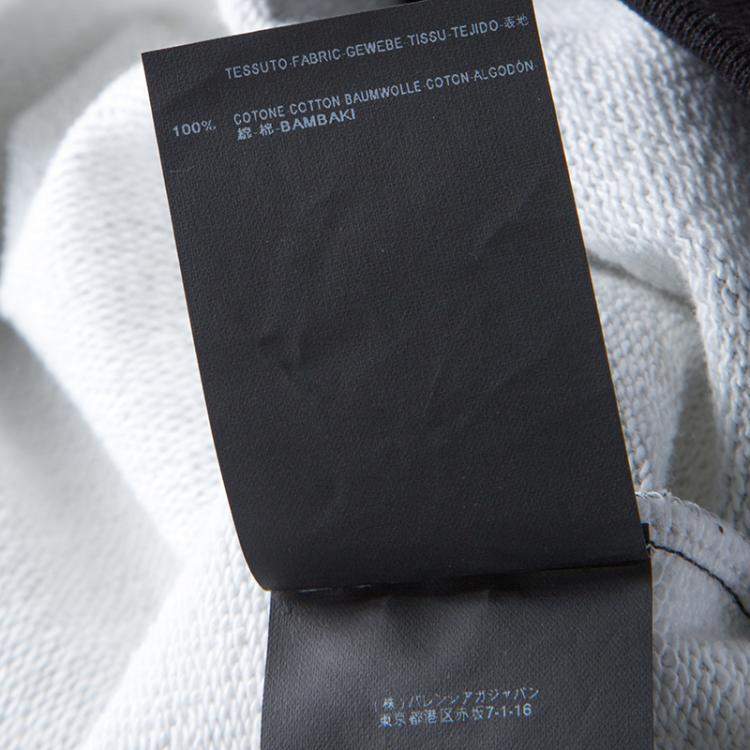 TESSUTO-FABRIC-GEWEBE-TISSU-TEJIDO-表地
100% COTONE COTTON BAUMWOLLE COTON-ALGODÓN-
綿-棉-BAMBAKI
(株)バレンシアガジャパン
東京都港区赤坂7-1-16